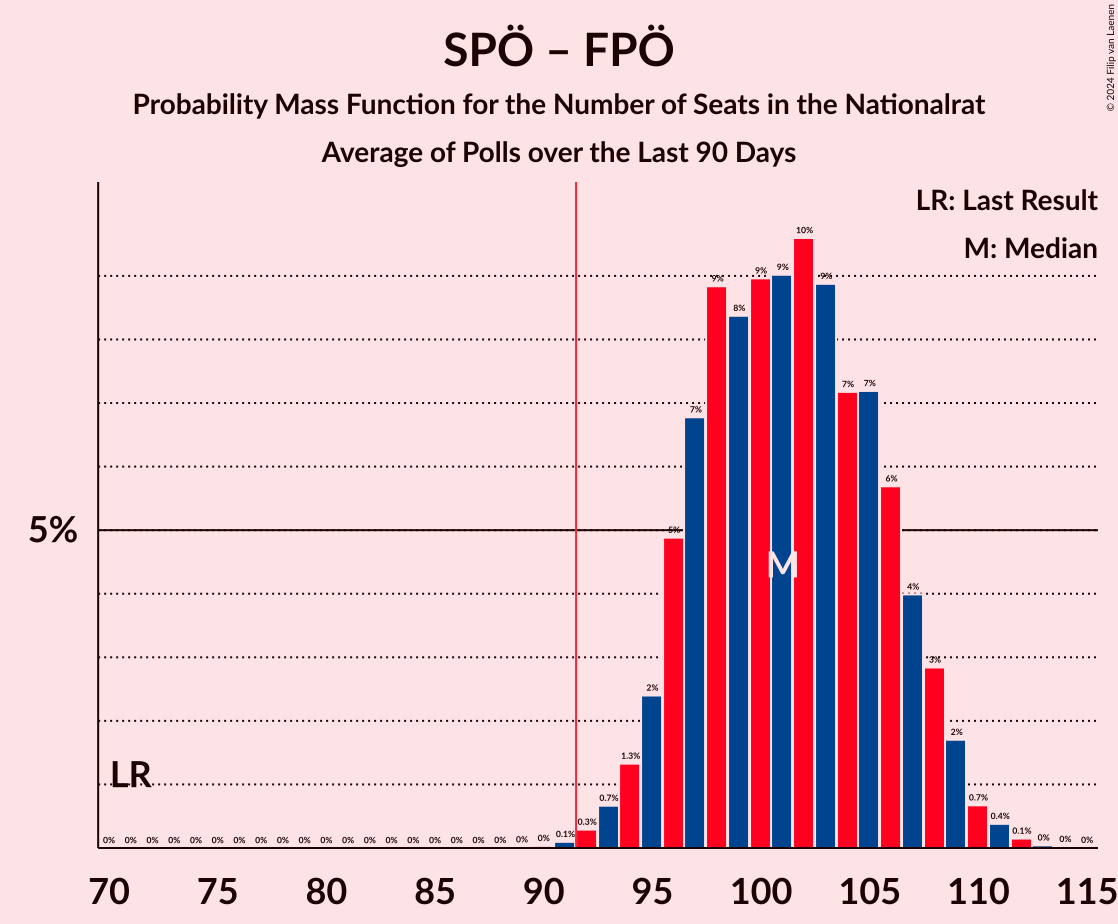 SPÖ – FPÖ
Probability Mass Function for the Number of Seats in the Nationalrat
Average of Polls over the Last 90 Days
© 2024 Filip van Laenen
LR: Last Result
M: Median
10%
9% 9% 9% 9%
8%
7% 7% 7%
6%
5% 5%
M
4%
3%
2% 2%
LR 1.3%
0% 0% 0% 0% 0% 0% 0% 0% 0% 0% 0% 0% 0% 0% 0% 0% 0% 0% 0% 0% 0% 0.1% 0.3% 0.7% 0.7% 0.4% 0.1% 0% 0% 0%
70 75 80 85 90 95 100 105 110 115